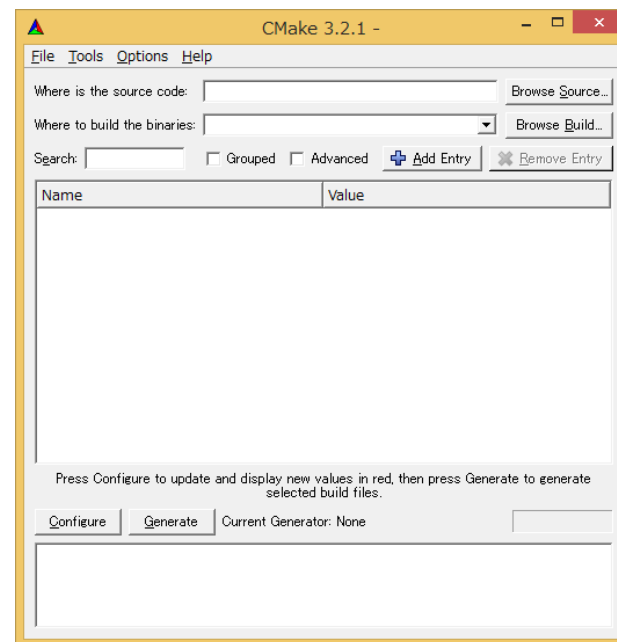 CMake 3.2.1 -
File Tools Options Help
Where is the source code: Browse Source...
Where to build the binaries: Browse Build...
Search: Grouped Advanced Add Entry Remove Entry
Name Value
Press Configure to update and display new values in red, then press Generate to generate
selected build files.
Configure Generate Current Generator: None